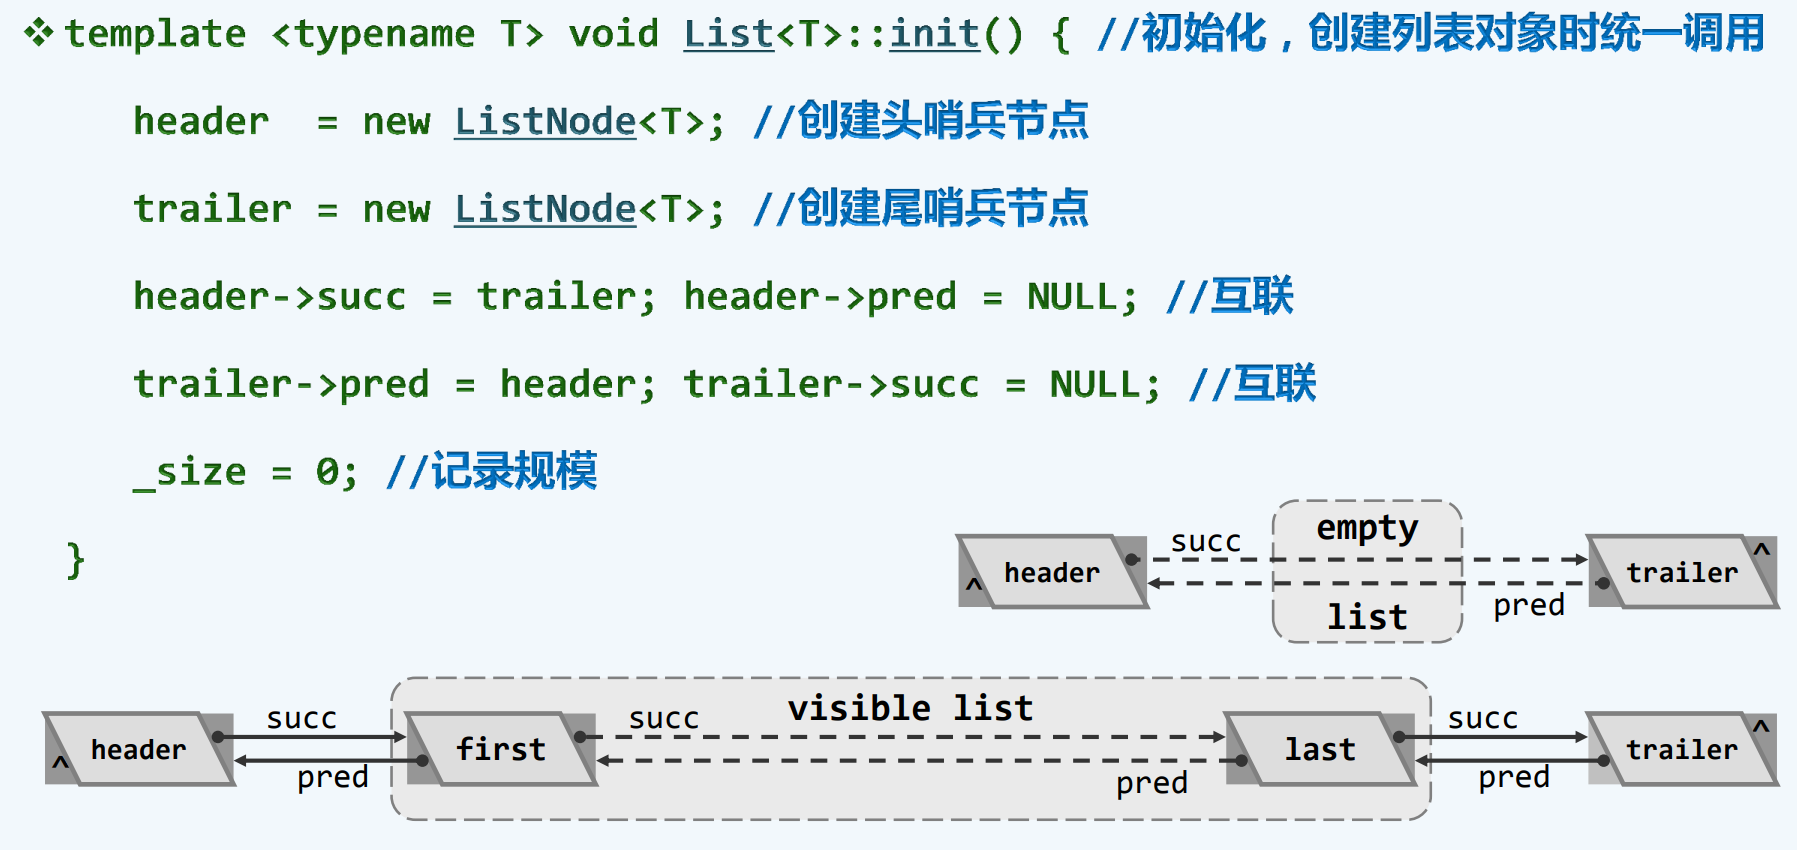 ❖ template <typename T> void List<T>::init() { //初始化，创建列表对象时统一调用
header  = new ListNode<T>; //创建头哨兵节点
trailer = new ListNode<T>; //创建尾哨兵节点
header->succ = trailer; header->pred = NULL; //互联
trailer->pred = header; trailer->succ = NULL; //互联
_size = 0; //记录规模
}
empty
succ
^ header
trailer ^
pred
list
visible list
succ
succ
succ
^ header
first
last
trailer ^
pred
pred
pred